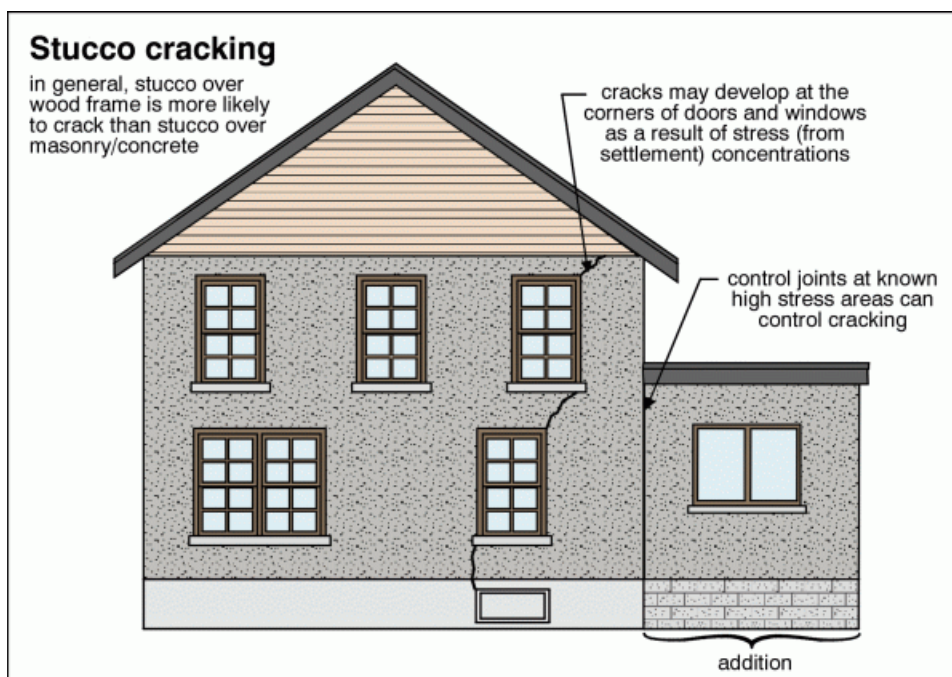 Stucco cracking
in general, stucco over
wood frame is more likely
to crack than stucco over
masonry/concrete
cracks may develop at the
corners of doors and windows
as a result of stress (from
settlement) concentrations
control joints at known
high stress areas can
control cracking
addition